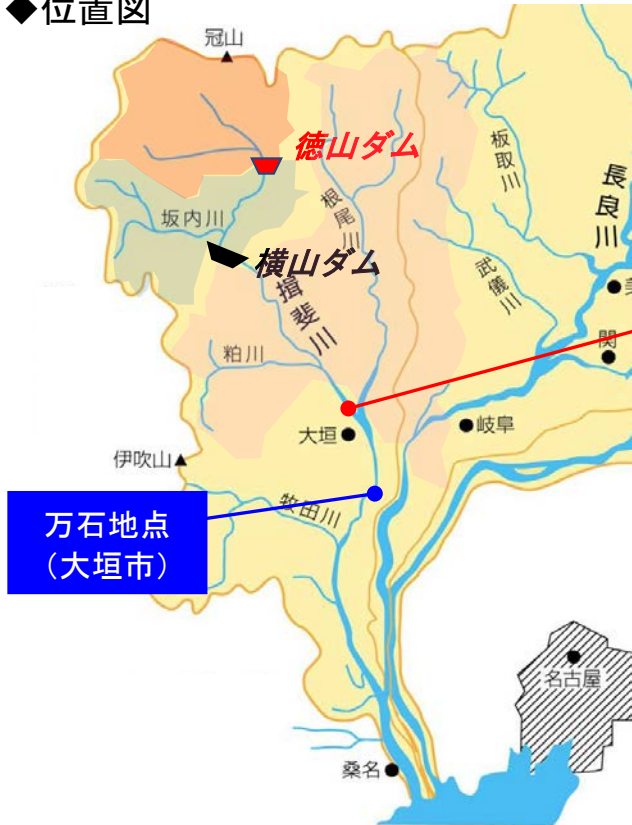 ◆位置図
冠山
徳山ダム
板取川
根尾川
長良川
坂内川
横山ダム
武儀川
揖斐川
関
粕川
大垣
岐阜
伊吹山
万石地点
（大垣市）
牧田川
名古屋
桑名